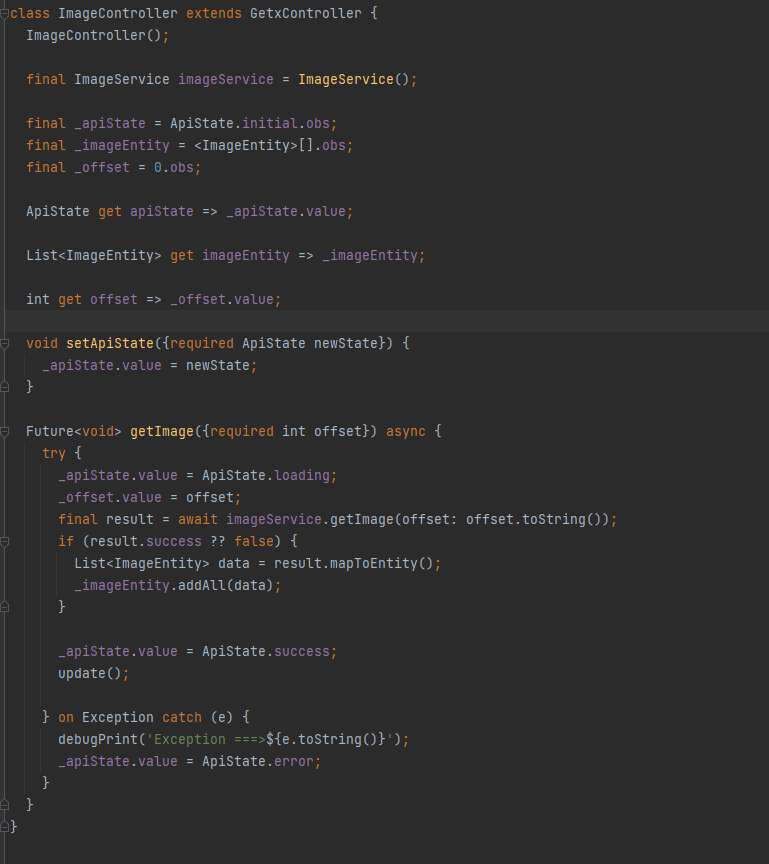 class ImageController extends GetxController {
  ImageController();

  final ImageService imageService = ImageService();

  final _apiState = ApiState.initial.obs;
  final _imageEntity = <ImageEntity>[].obs;
  final _offset = 0.obs;

  ApiState get apiState => _apiState.value;

  List<ImageEntity> get imageEntity => _imageEntity;

  int get offset => _offset.value;

  void setApiState({required ApiState newState}) {
    _apiState.value = newState;
  }

  Future<void> getImage({required int offset}) async {
    try {
      _apiState.value = ApiState.loading;
      _offset.value = offset;
      final result = await imageService.getImage(offset: offset.toString());
      if (result.success ?? false) {
        List<ImageEntity> data = result.mapToEntity();
        _imageEntity.addAll(data);
      }

      _apiState.value = ApiState.success;
      update();

    } on Exception catch (e) {
      debugPrint('Exception ===>${e.toString()}');
      _apiState.value = ApiState.error;
    }
  }
}